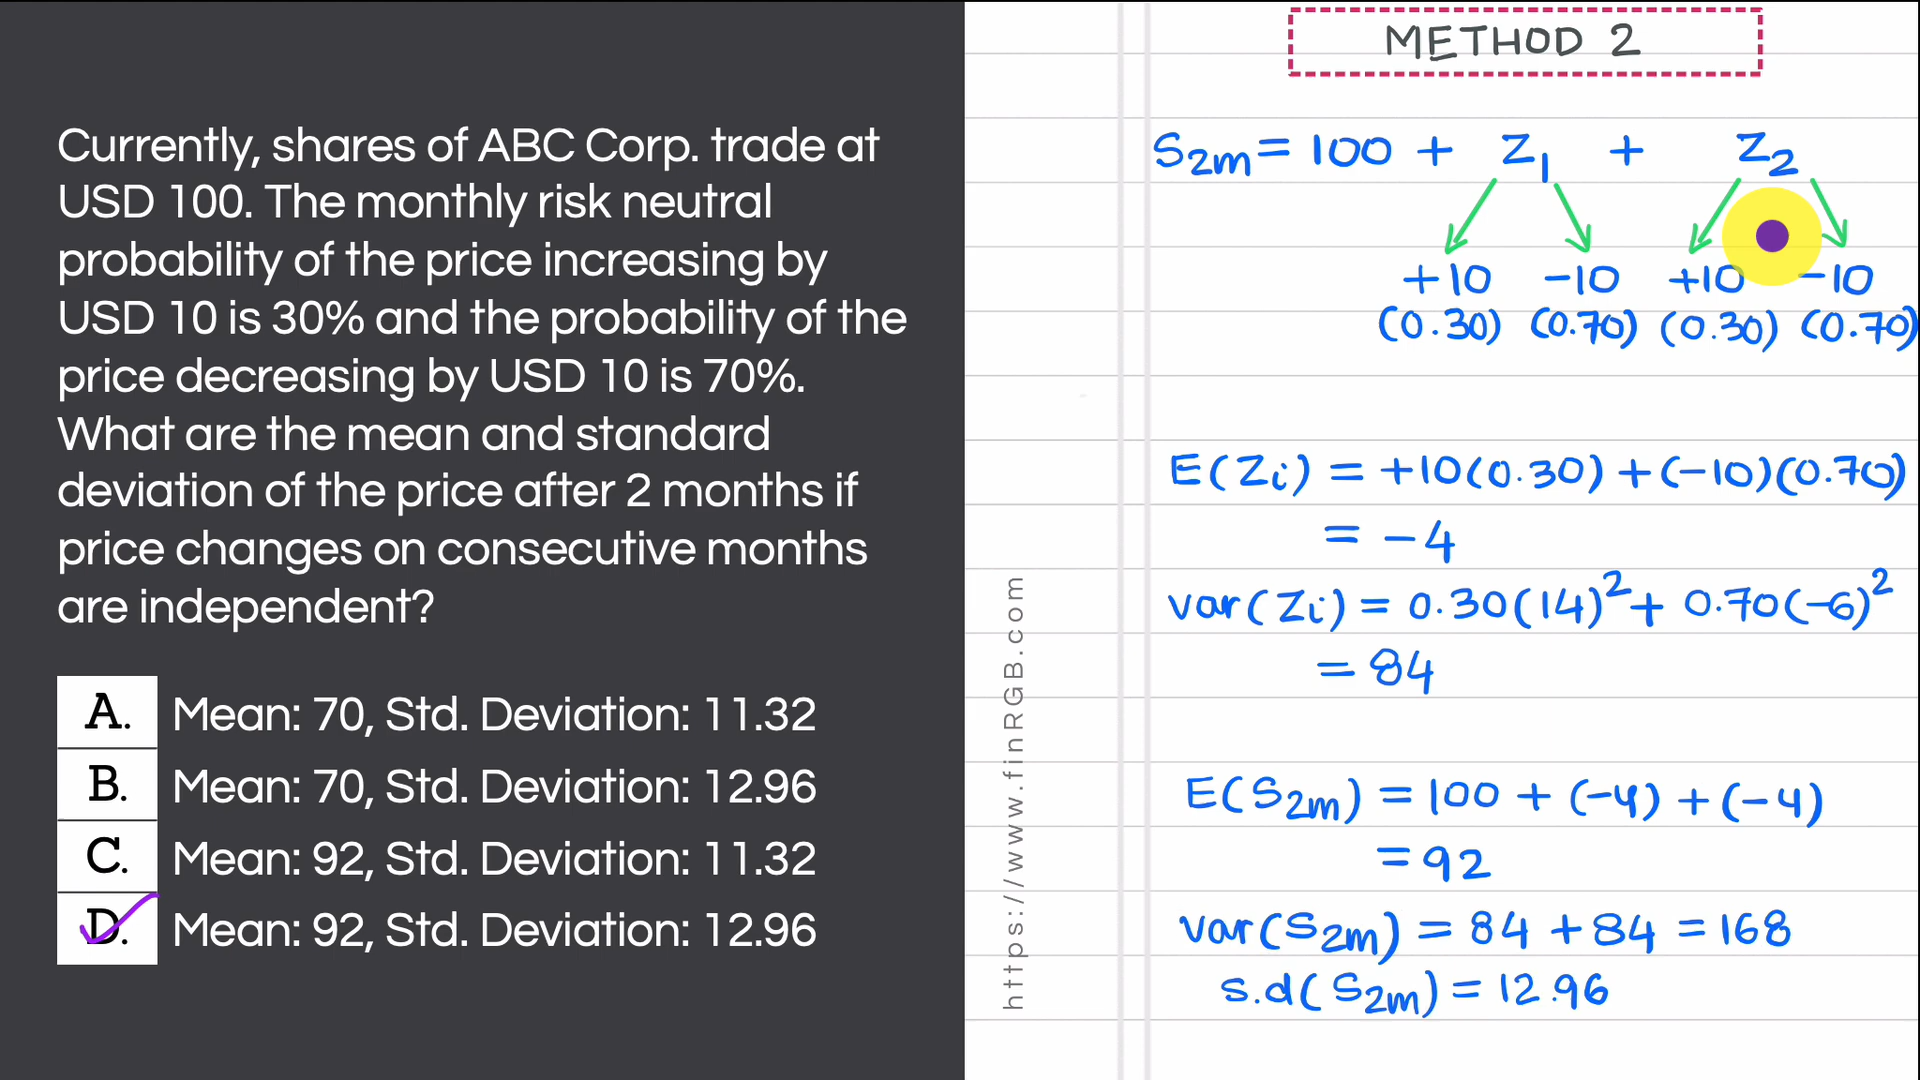 Currently, shares of ABC Corp. trade at
USD 100. The monthly risk neutral
probability of the price increasing by
USD 10 is 30% and the probability of the
price decreasing by USD 10 is 70%.
What are the mean and standard
deviation of the price after 2 months if
price changes on consecutive months
are independent?
A. Mean: 70, Std. Deviation: 11.32
B. Mean: 70, Std. Deviation: 12.96
C. Mean: 92, Std. Deviation: 11.32
D. Mean: 92, Std. Deviation: 12.96
https://www.finRGB.com
METHOD 2
S₂ₘ = 100 + Z₁ + Z₂
+10 -10 +10 -10
(0.30) (0.70) (0.30) (0.70)
E(Zi) = +10(0.30) + (-10)(0.70)
= -4
var(Zi) = 0.30(14)² + 0.70(-6)²
= 84
E(S₂ₘ) = 100 + (-4) + (-4)
= 92
var(S₂ₘ) = 84 + 84 = 168
s.d(S₂ₘ) = 12.96